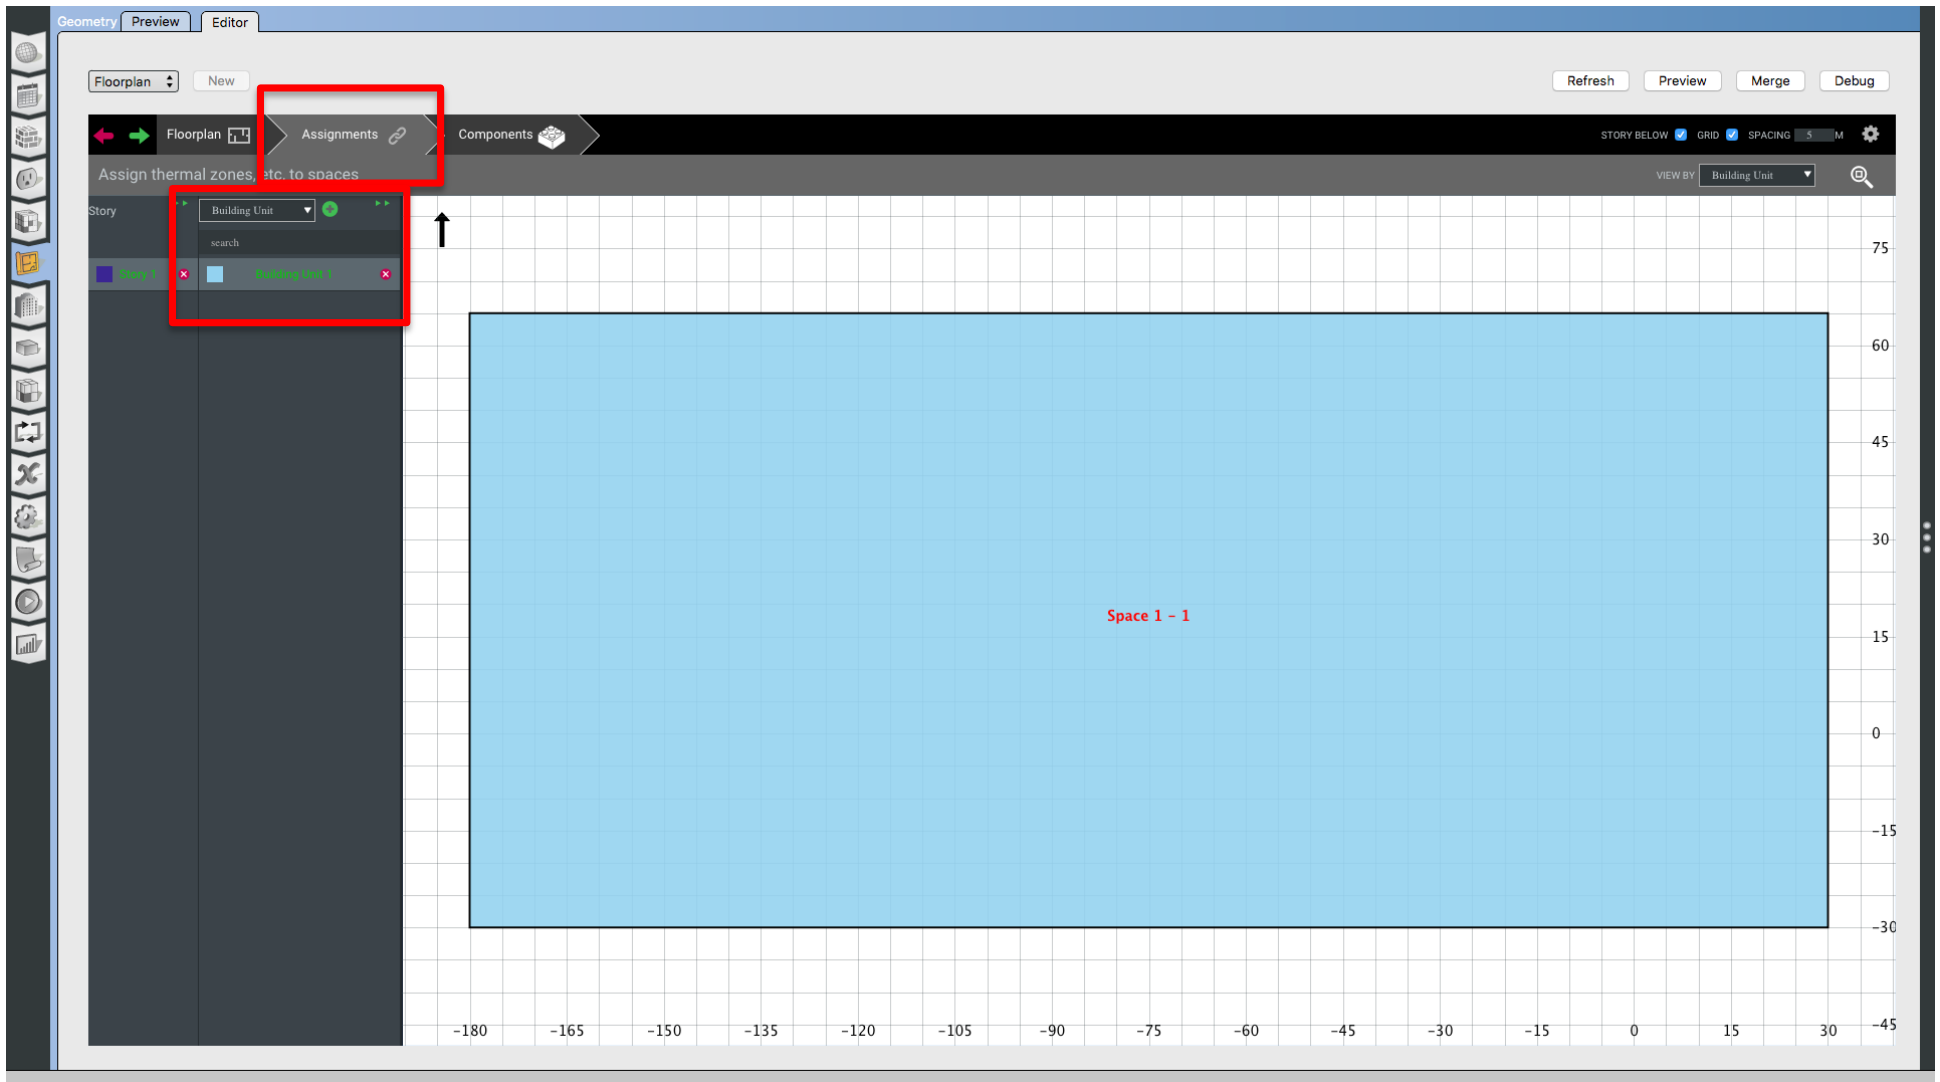 Geometry Preview Editor
Floorplan New Refresh Preview Merge Debug
Floorplan Assignments Components STORY BELOW GRID SPACING 5 M
Assign thermal zones, etc. to spaces VIEW BY Building Unit
Story Building Unit
search
Story 1 Building Unit 1
75
60
45
30
Space 1 - 1
15
0
-15
-30
-180 -165 -150 -135 -120 -105 -90 -75 -60 -45 -30 -15 0 15 30 -45